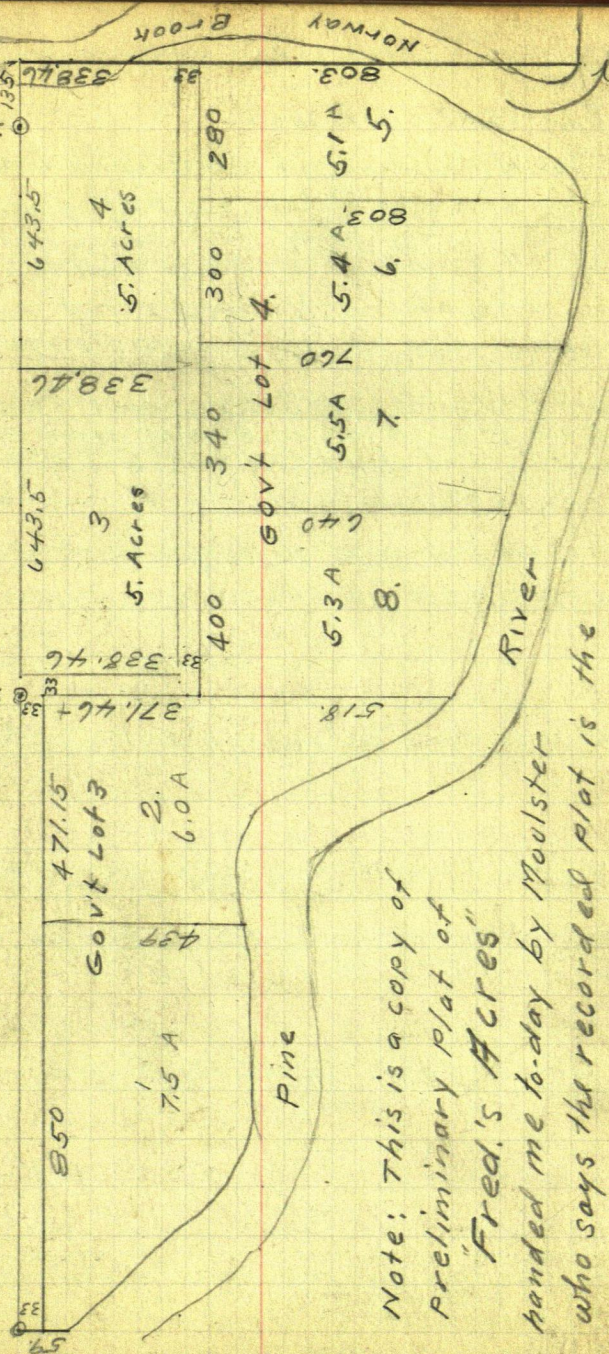 Norway
Brook
135
338.46
33
803.
643.5
4
5. Acres
280
5.1 A
5.
803.
300
5.4 A.
6.
338.46
Gov't Lot 4.
760
643.5
3
5. Acres
340
5.5 A
7.
640
400
5.3 A
8.
338.46
33
33
33
371.46+
518.
471.15
Gov't Lot 3
2.
6.0 A
439
850
1
7.5 A
33
59.
Pine
River
Note: This is a copy of
preliminary plat of
"Fred.'s Acres"
handed me to-day by Moulster
who says the recorded plat is the